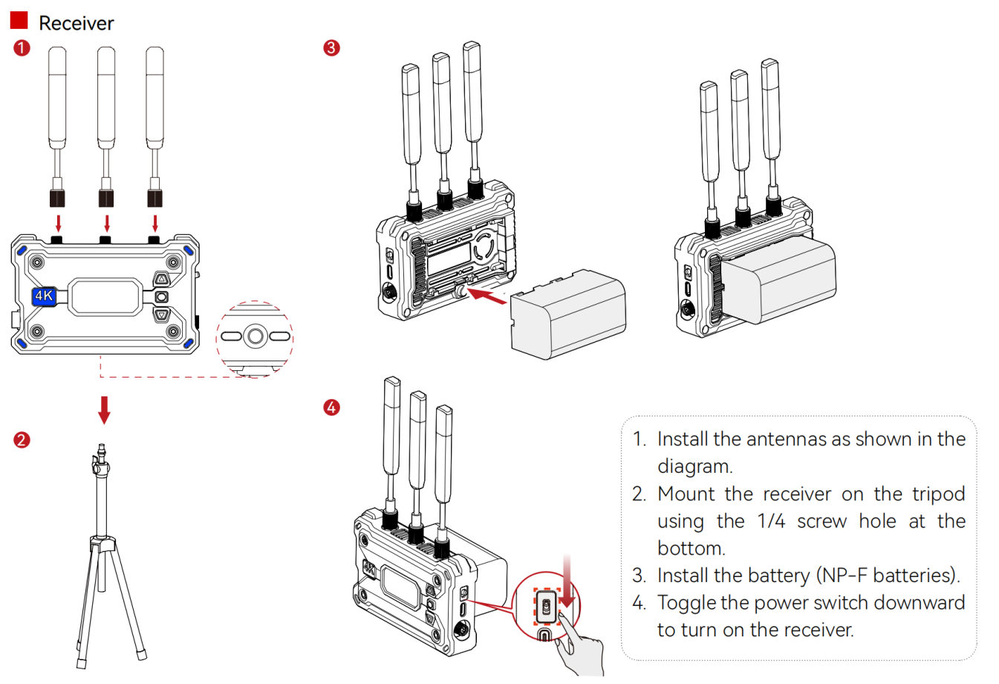 Receiver
1
3
4K
2
4
4K
1. Install the antennas as shown in the
diagram.
2. Mount the receiver on the tripod
using the 1/4 screw hole at the
bottom.
3. Install the battery (NP-F batteries).
4. Toggle the power switch downward
to turn on the receiver.